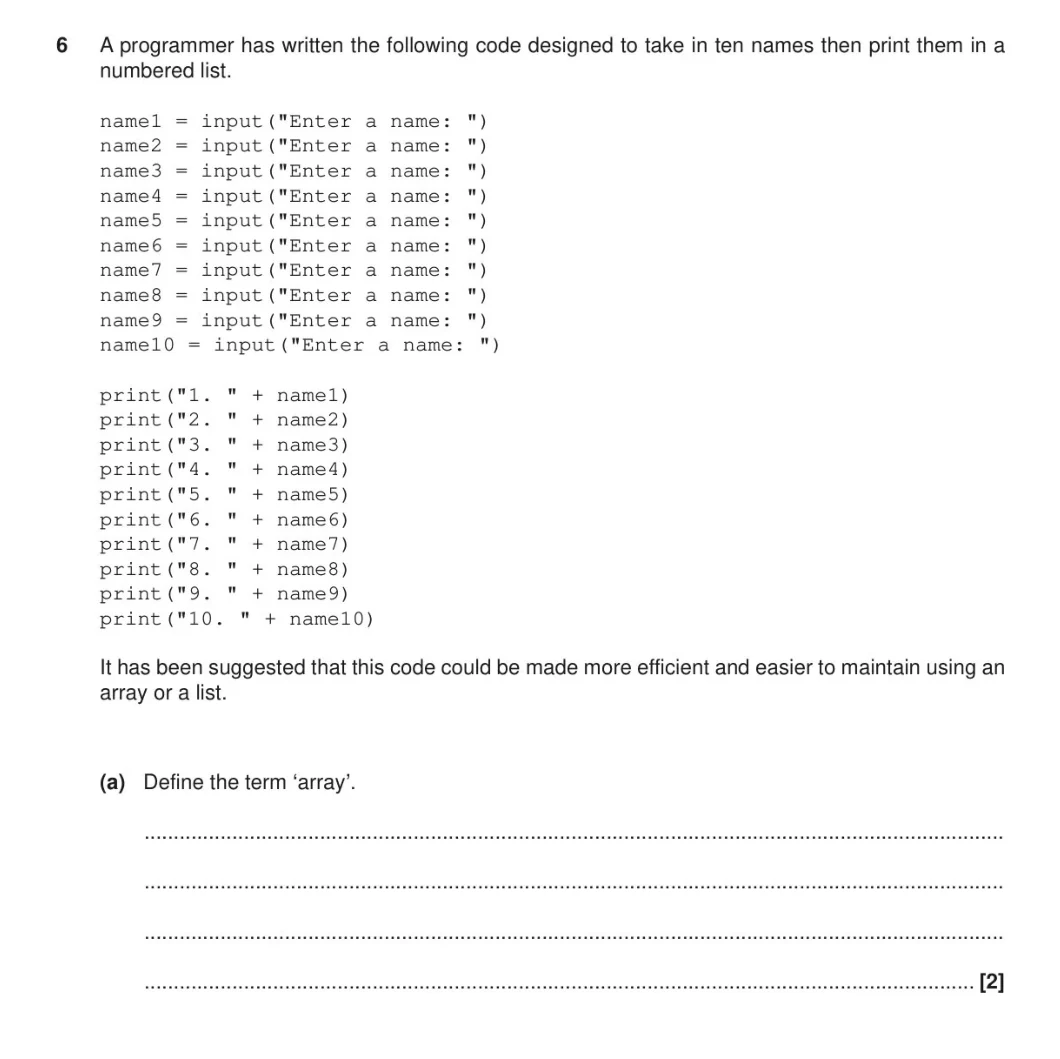 6 A programmer has written the following code designed to take in ten names then print them in a
numbered list.
name1 = input("Enter a name: ")
name2 = input("Enter a name: ")
name3 = input("Enter a name: ")
name4 = input("Enter a name: ")
name5 = input("Enter a name: ")
name6 = input("Enter a name: ")
name7 = input("Enter a name: ")
name8 = input("Enter a name: ")
name9 = input("Enter a name: ")
name10 = input("Enter a name: ")
print("1. " + name1)
print("2. " + name2)
print("3. " + name3)
print("4. " + name4)
print("5. " + name5)
print("6. " + name6)
print("7. " + name7)
print("8. " + name8)
print("9. " + name9)
print("10. " + name10)
It has been suggested that this code could be made more efficient and easier to maintain using an
array or a list.
(a) Define the term ‘array’.
[2]